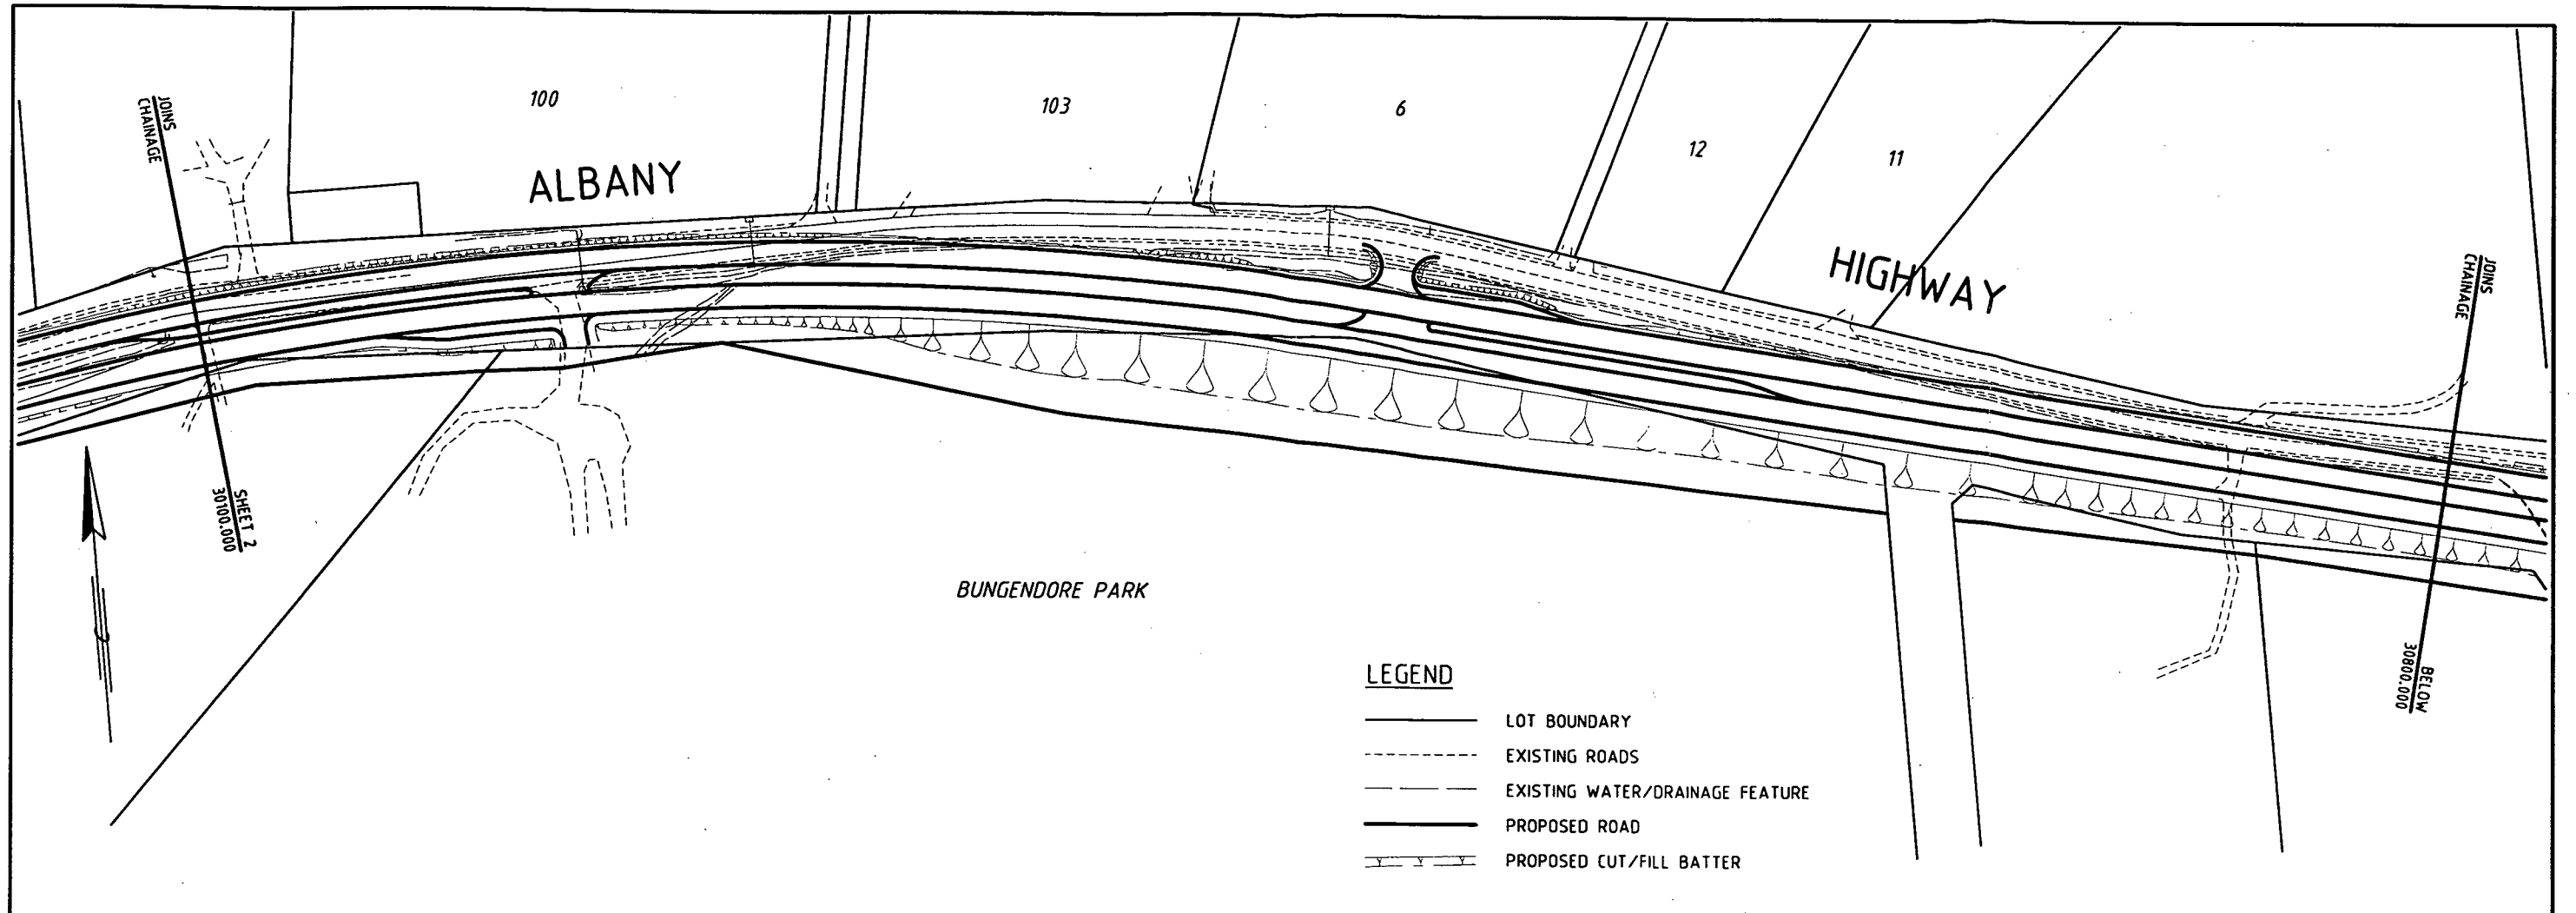 100
103
6
12
11
JOINS
CHAINAGE
ALBANY
HIGHWAY
JOINS
CHAINAGE
SHEET 2
30100.000
BUNGENDORE PARK
BELOW
30800.000
LEGEND
LOT BOUNDARY
EXISTING ROADS
EXISTING WATER/DRAINAGE FEATURE
PROPOSED ROAD
PROPOSED CUT/FILL BATTER